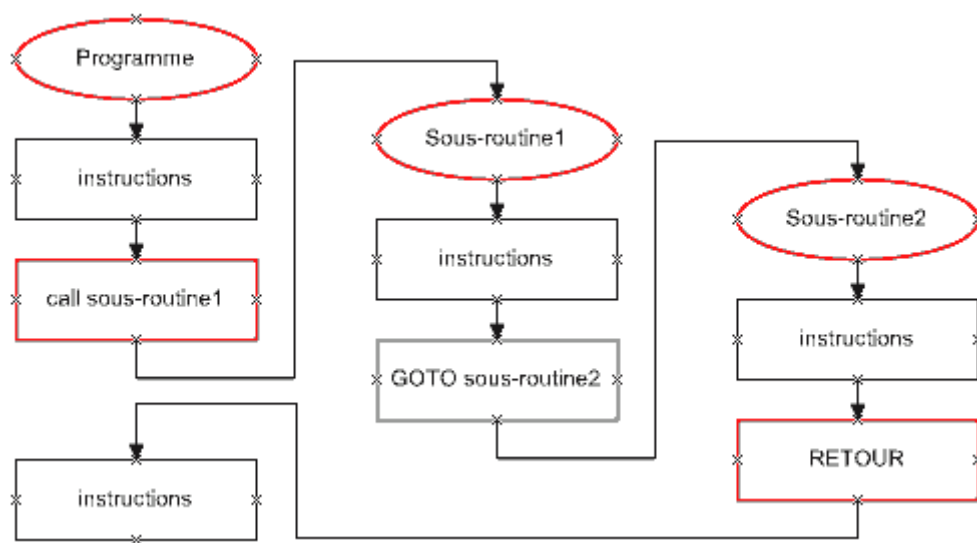 Programme
instructions
call sous-routine1
Sous-routine1
instructions
GOTO sous-routine2
Sous-routine2
instructions
RETOUR
instructions